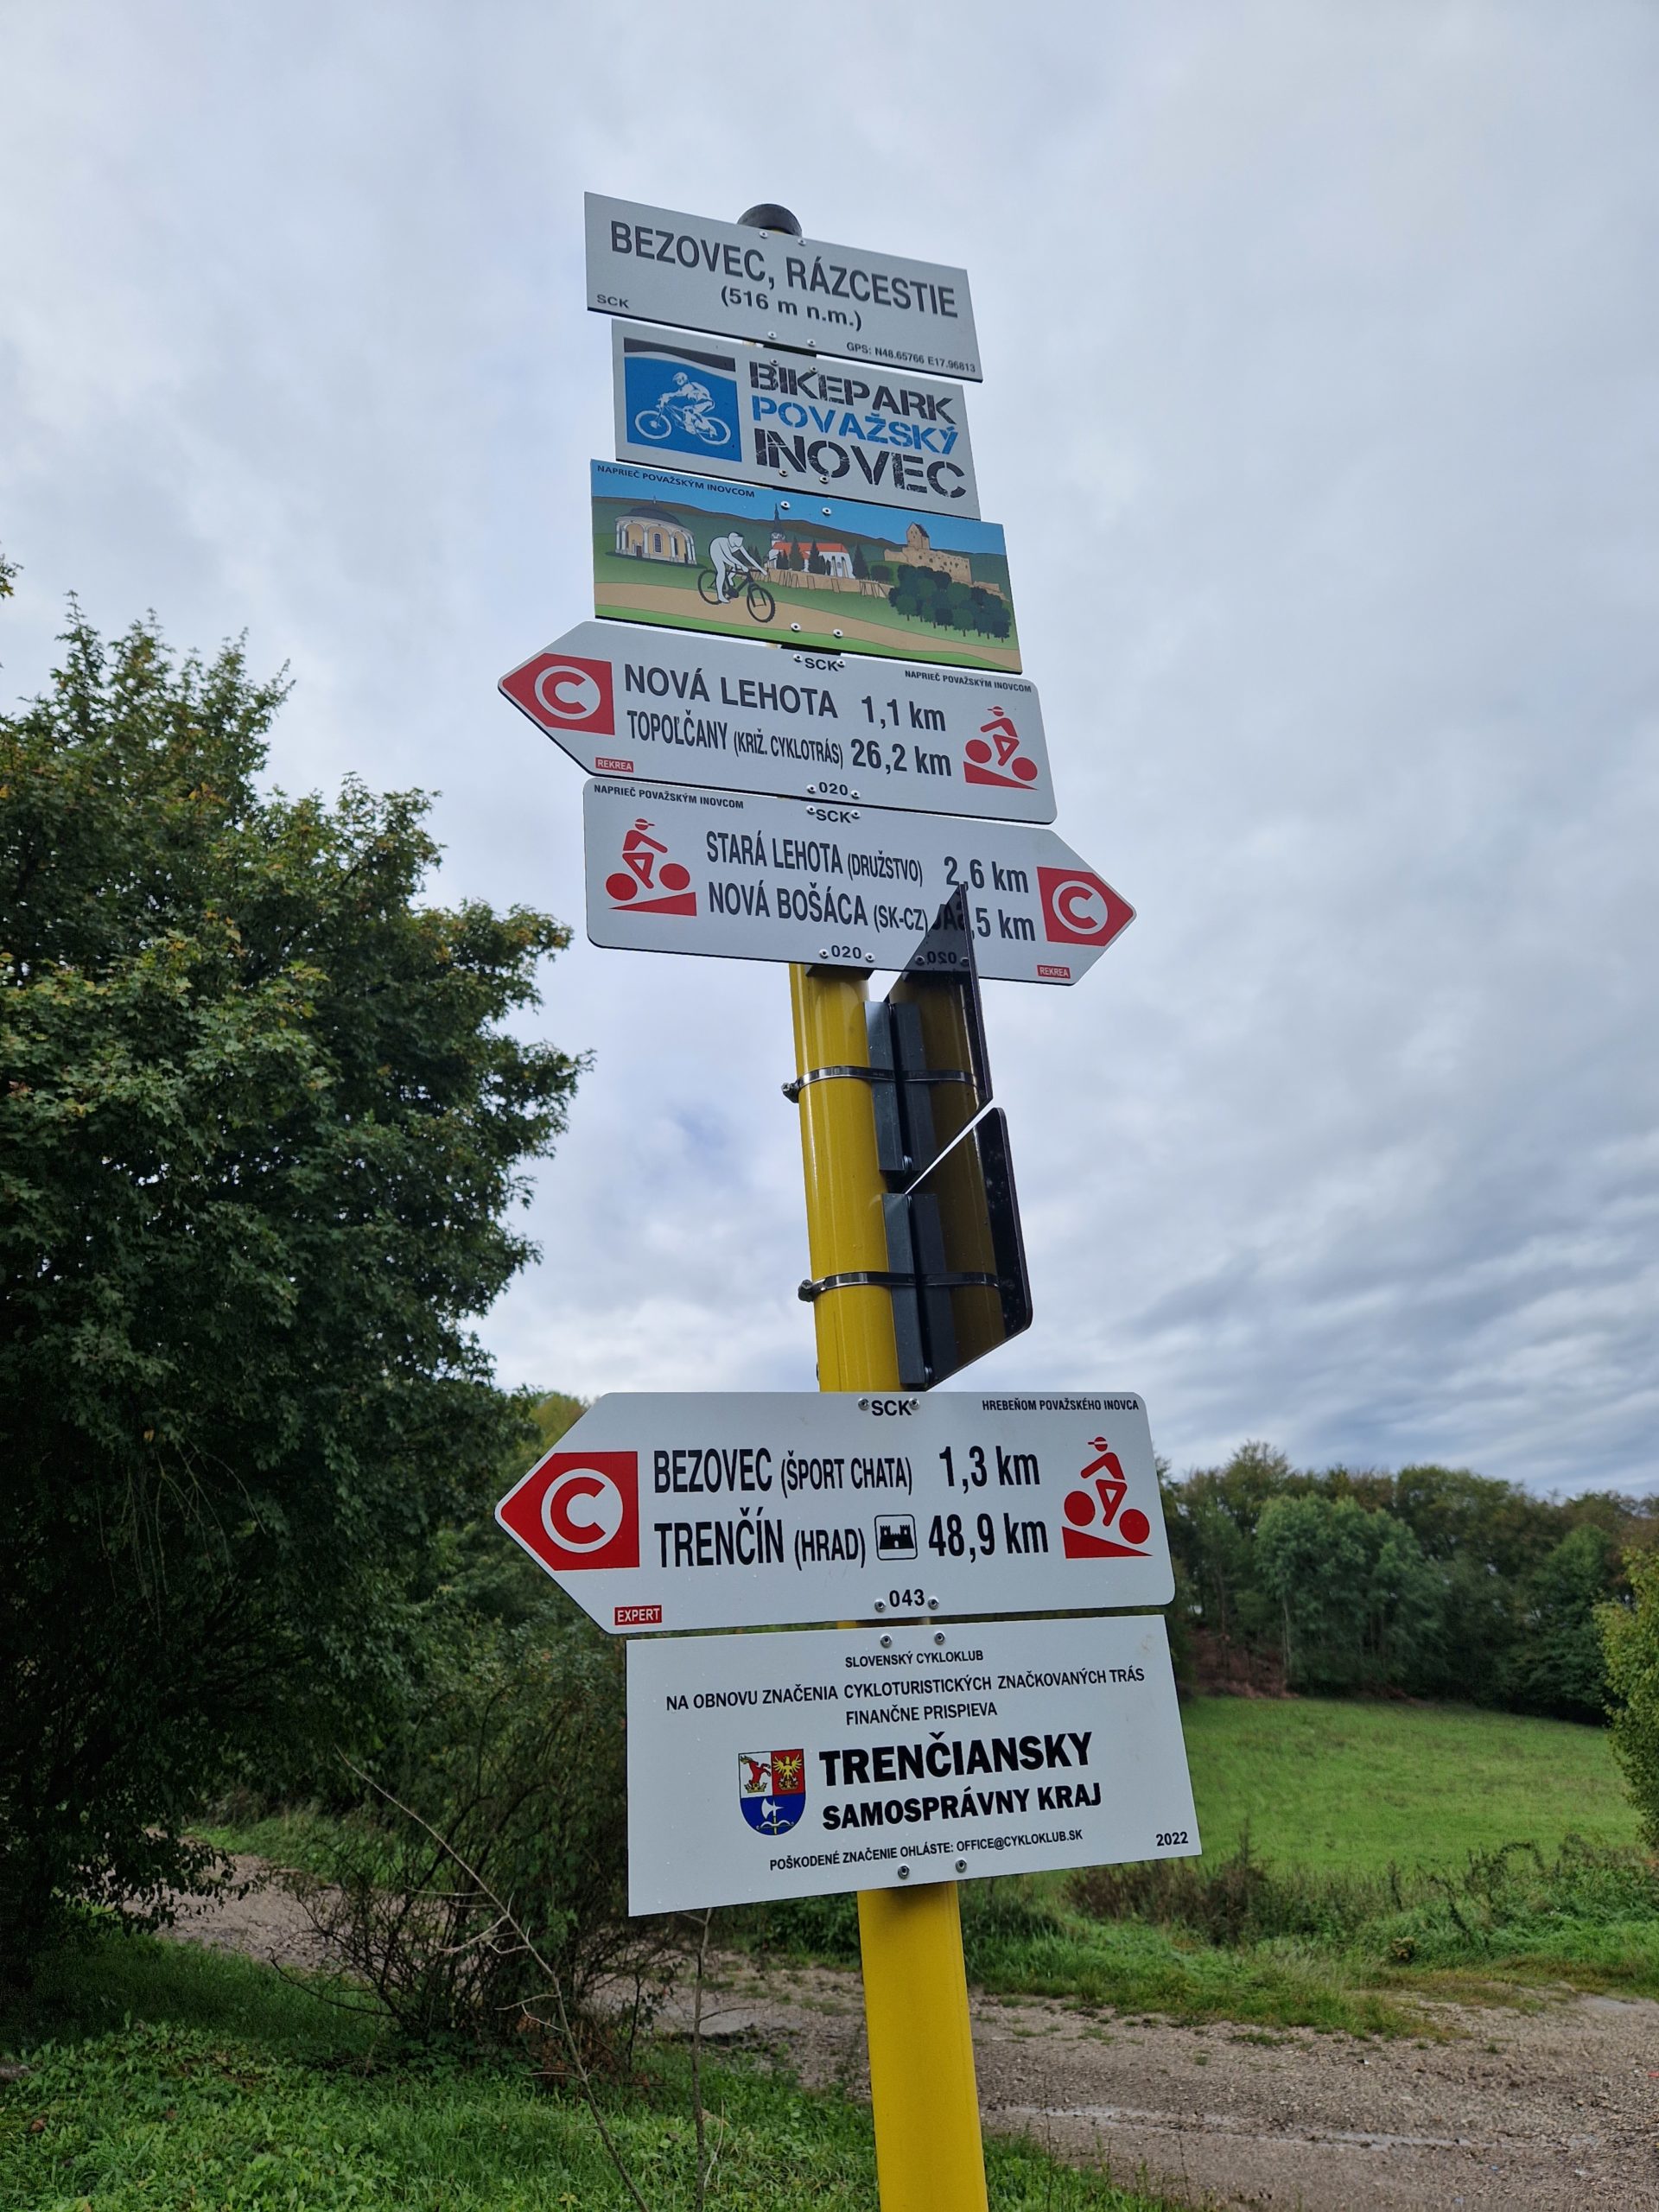 BEZOVEC, RÁZCESTIE
(516 m n.m.)
SCK
GPS: N48.65766 E17.96813
BIKEPARK
POVAŽSKÝ
INOVEC
NAPRIEČ POVAŽSKÝM INOVCOM
SCK
NAPRIEČ POVAŽSKÝM INOVCOM
C
NOVÁ LEHOTA 1,1 km
TOPOĽČANY (KRIŽ. CYKLOTRÁS) 26,2 km
REKREA
020
NAPRIEČ POVAŽSKÝM INOVCOM
SCK
STARÁ LEHOTA (DRUŽSTVO) 2,6 km
NOVÁ BOŠÁCA (SK-CZ) ,5 km
C
020
REKREA
SCK
HREBEŇOM POVAŽSKÉHO INOVCA
C
BEZOVEC (ŠPORT CHATA) 1,3 km
TRENČÍN (HRAD) 48,9 km
EXPERT
043
SLOVENSKÝ CYKLOKLUB
NA OBNOVU ZNAČENIA CYKLOTURISTICKÝCH ZNAČKOVANÝCH TRÁS
FINANČNE PRISPIEVA
TRENČIANSKY
SAMOSPRÁVNY KRAJ
POŠKODENÉ ZNAČENIE OHLÁSTE: OFFICE@CYKLOKLUB.SK
2022